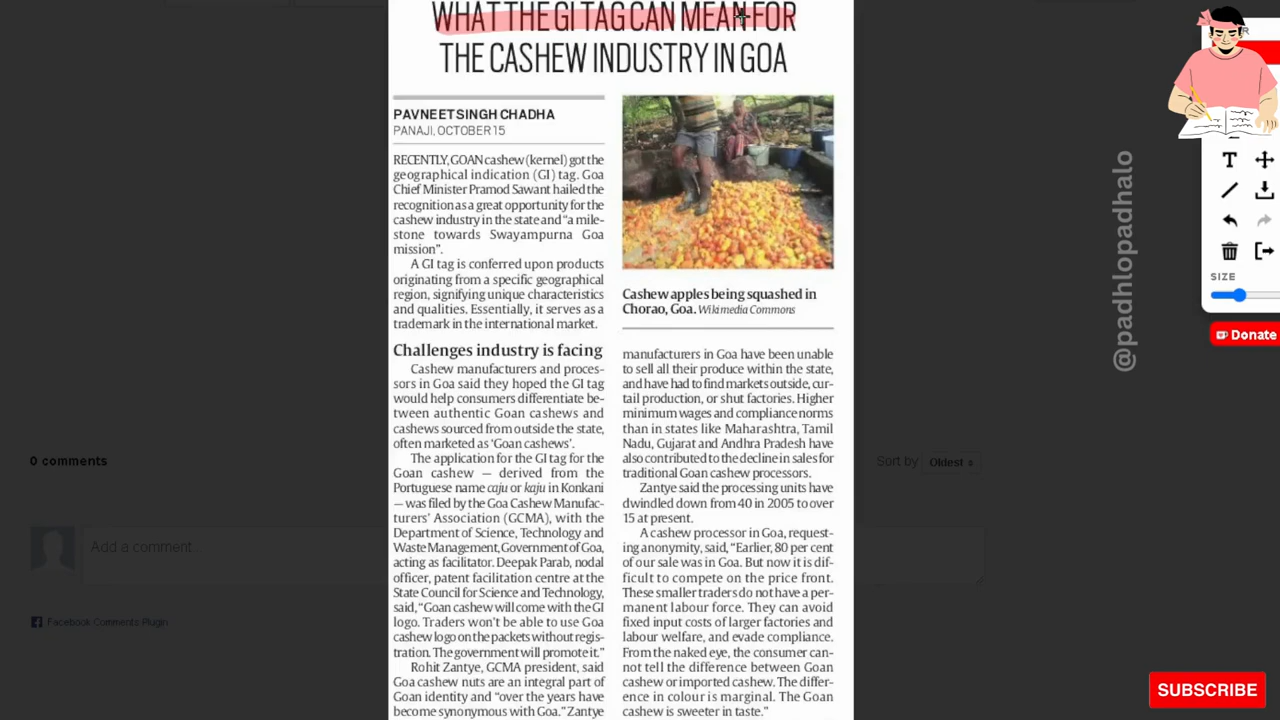 WHAT THE GI TAG CAN MEAN FOR
THE CASHEW INDUSTRY IN GOA
PAVNEET SINGH CHADHA
PANAJI, OCTOBER 15
RECENTLY, GOAN cashew (kernel) got the
geographical indication (GI) tag. Goa
Chief Minister Pramod Sawant hailed the
recognition as a great opportunity for the
cashew industry in the state and “a mile-
stone towards Swayampurna Goa
mission”.
A GI tag is conferred upon products
originating from a specific geographical
region, signifying unique characteristics
and qualities. Essentially, it serves as a
trademark in the international market.
Challenges industry is facing
Cashew manufacturers and proces-
sors in Goa said they hoped the GI tag
would help consumers differentiate be-
tween authentic Goan cashews and
cashews sourced from outside the state,
often marketed as ‘Goan cashews’.
The application for the GI tag for the
Goan cashew — derived from the
Portuguese name caju or kaju in Konkani
— was filed by the Goa Cashew Manufac-
turers’ Association (GCMA), with the
Department of Science, Technology and
Waste Management, Government of Goa,
acting as facilitator. Deepak Parab, nodal
officer, patent facilitation centre at the
State Council for Science and Technology,
said, “Goan cashew will come with the GI
logo. Traders won’t be able to use Goa
cashew logo on the packets without regis-
tration. The government will promote it.”
Rohit Zantye, GCMA president, said
Goa cashew nuts are an integral part of
Goan identity and “over the years have
become synonymous with Goa.” Zantye
Cashew apples being squashed in
Chorao, Goa. Wikimedia Commons
manufacturers in Goa have been unable
to sell all their produce within the state,
and have had to find markets outside, cur-
tail production, or shut factories. Higher
minimum wages and compliance norms
than in states like Maharashtra, Tamil
Nadu, Gujarat and Andhra Pradesh have
also contributed to the decline in sales for
traditional Goan cashew processors.
Zantye said the processing units have
dwindled down from 40 in 2005 to over
15 at present.
A cashew processor in Goa, request-
ing anonymity, said, “Earlier, 80 per cent
of our sale was in Goa. But now it is dif-
ficult to compete on the price front.
These smaller traders do not have a per-
manent labour force. They can avoid
fixed input costs of larger factories and
labour welfare, and evade compliance.
From the naked eye, the consumer can-
not tell the difference between Goan
cashew or imported cashew. The differ-
ence in colour is marginal. The Goan
cashew is sweeter in taste.”
0 comments
Sort by Oldest
Add a comment...
Facebook Comments Plugin
@padhlopadhalo
T
SIZE
Donate
SUBSCRIBE